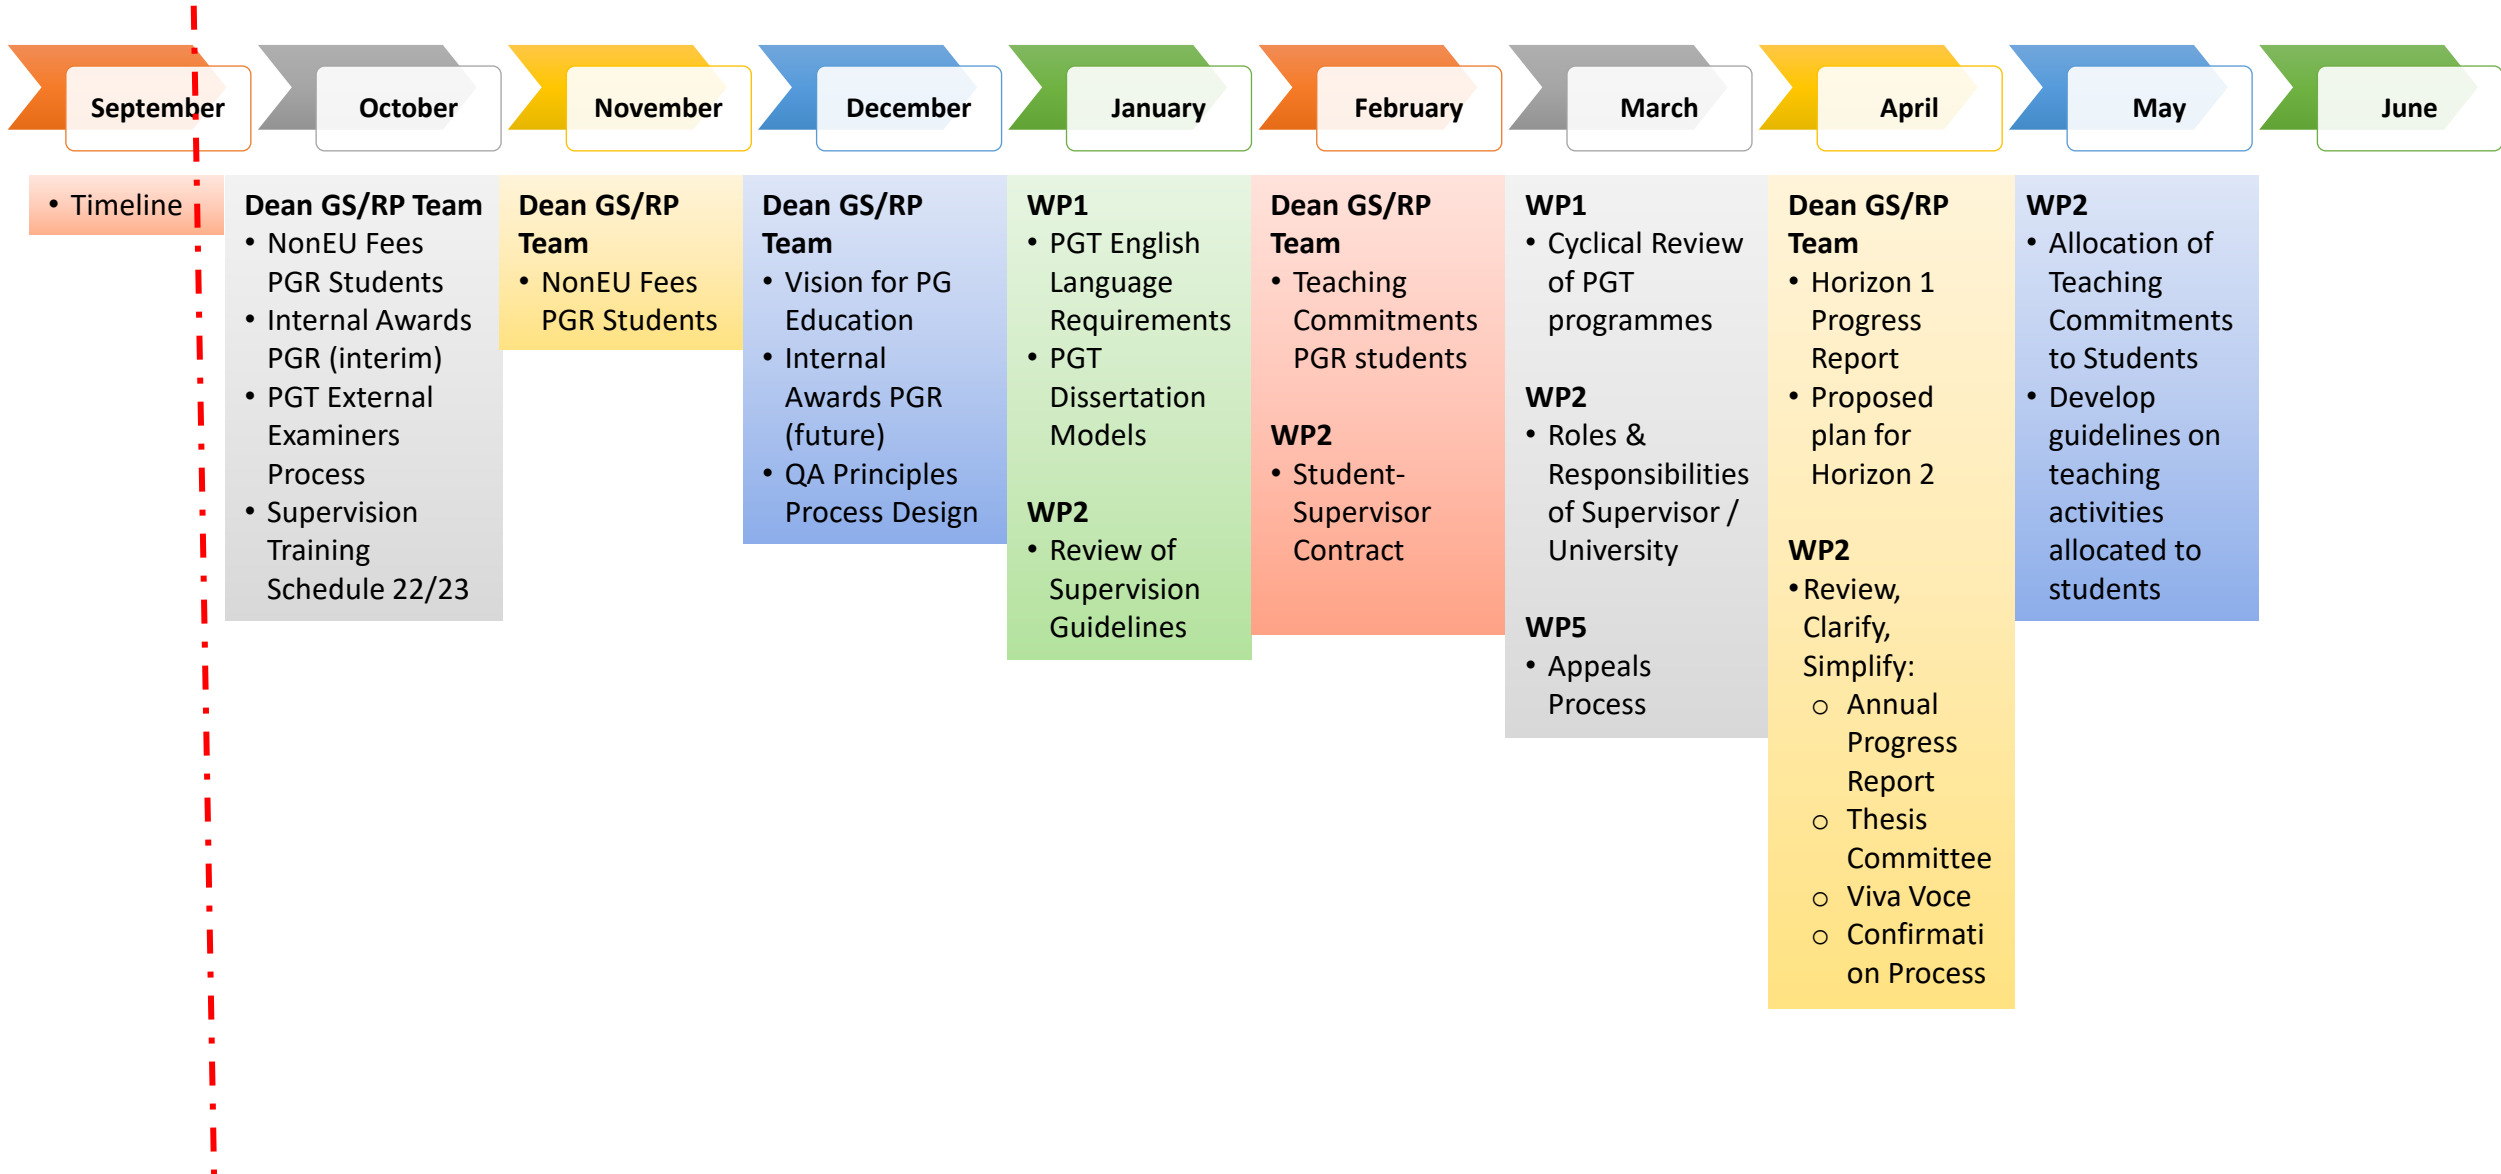 September
October
November
December
January
February
March
April
May
June
• Timeline
Dean GS/RP Team
• NonEU Fees
PGR Students
• Internal Awards
PGR (interim)
• PGT External
Examiners
Process
• Supervision
Training
Schedule 22/23
Dean GS/RP
Team
• NonEU Fees
PGR Students
Dean GS/RP
Team
• Vision for PG
Education
• Internal
Awards PGR
(future)
• QA Principles
Process Design
WP1
• PGT English
Language
Requirements
• PGT
Dissertation
Models
WP2
• Review of
Supervision
Guidelines
Dean GS/RP
Team
• Teaching
Commitments
PGR students
WP2
• Student-
Supervisor
Contract
WP1
• Cyclical Review
of PGT
programmes
WP2
• Roles &
Responsibilities
of Supervisor /
University
WP5
• Appeals
Process
Dean GS/RP
Team
• Horizon 1
Progress
Report
• Proposed
plan for
Horizon 2
WP2
• Review,
Clarify,
Simplify:
o Annual
Progress
Report
o Thesis
Committee
o Viva Voce
o Confirmati
on Process
WP2
• Allocation of
Teaching
Commitments
to Students
• Develop
guidelines on
teaching
activities
allocated to
students